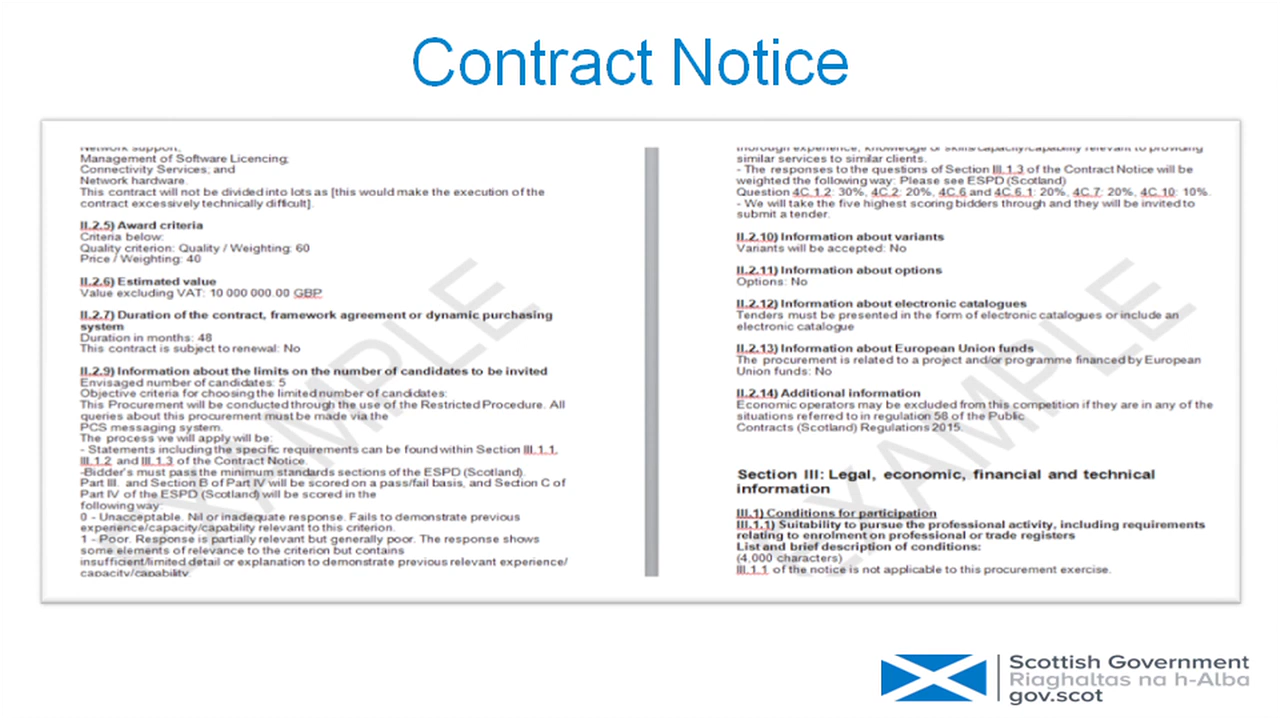 Contract Notice
Network support;
Management of Software Licencing;
Connectivity Services; and
Network hardware.
This contract will not be divided into lots as [this would make the execution of the
contract excessively technically difficult].
II.2.5) Award criteria
Criteria below:
Quality criterion: Quality / Weighting: 60
Price / Weighting: 40
II.2.6) Estimated value
Value excluding VAT: 10 000 000.00 GBP
II.2.7) Duration of the contract, framework agreement or dynamic purchasing
system
Duration in months: 48
This contract is subject to renewal: No
II.2.9) Information about the limits on the number of candidates to be invited
Envisaged number of candidates: 5
Objective criteria for choosing the limited number of candidates:
This Procurement will be conducted through the use of the Restricted Procedure. All
queries about this procurement must be made via the
PCS messaging system.
The process we will apply will be:
- Statements including the specific requirements can be found within Section III.1.1,
III.1.2 and III.1.3 of the Contract Notice.
-Bidder's must pass the minimum standards sections of the ESPD (Scotland).
Part III. and Section B of Part IV will be scored on a pass/fail basis, and Section C of
Part IV of the ESPD (Scotland) will be scored in the
following way:
0 - Unacceptable. Nil or inadequate response. Fails to demonstrate previous
experience/capacity/capability relevant to this criterion.
1 - Poor. Response is partially relevant but generally poor. The response shows
some elements of relevance to the criterion but contains
insufficient/limited detail or explanation to demonstrate previous relevant experience/
capacity/capability.
thorough experience, knowledge or skills/capacity/capability relevant to providing
similar services to similar clients.
- The responses to the questions of Section III.1.3 of the Contract Notice will be
weighted the following way: Please see ESPD (Scotland)
Question 4C.1.2: 30%, 4C.2: 20%, 4C.6 and 4C.6.1: 20%, 4C.7: 20%, 4C.10: 10%.
- We will take the five highest scoring bidders through and they will be invited to
submit a tender.
II.2.10) Information about variants
Variants will be accepted: No
II.2.11) Information about options
Options: No
II.2.12) Information about electronic catalogues
Tenders must be presented in the form of electronic catalogues or include an
electronic catalogue
II.2.13) Information about European Union funds
The procurement is related to a project and/or programme financed by European
Union funds: No
II.2.14) Additional information
Economic operators may be excluded from this competition if they are in any of the
situations referred to in regulation 58 of the Public
Contracts (Scotland) Regulations 2015.
Section III: Legal, economic, financial and technical
information
III.1) Conditions for participation
III.1.1) Suitability to pursue the professional activity, including requirements
relating to enrolment on professional or trade registers
List and brief description of conditions:
(4,000 characters)
III.1.1 of the notice is not applicable to this procurement exercise.
EXAMPLE
EXAMPLE
Scottish Government
Riaghaltas na h-Alba
gov.scot